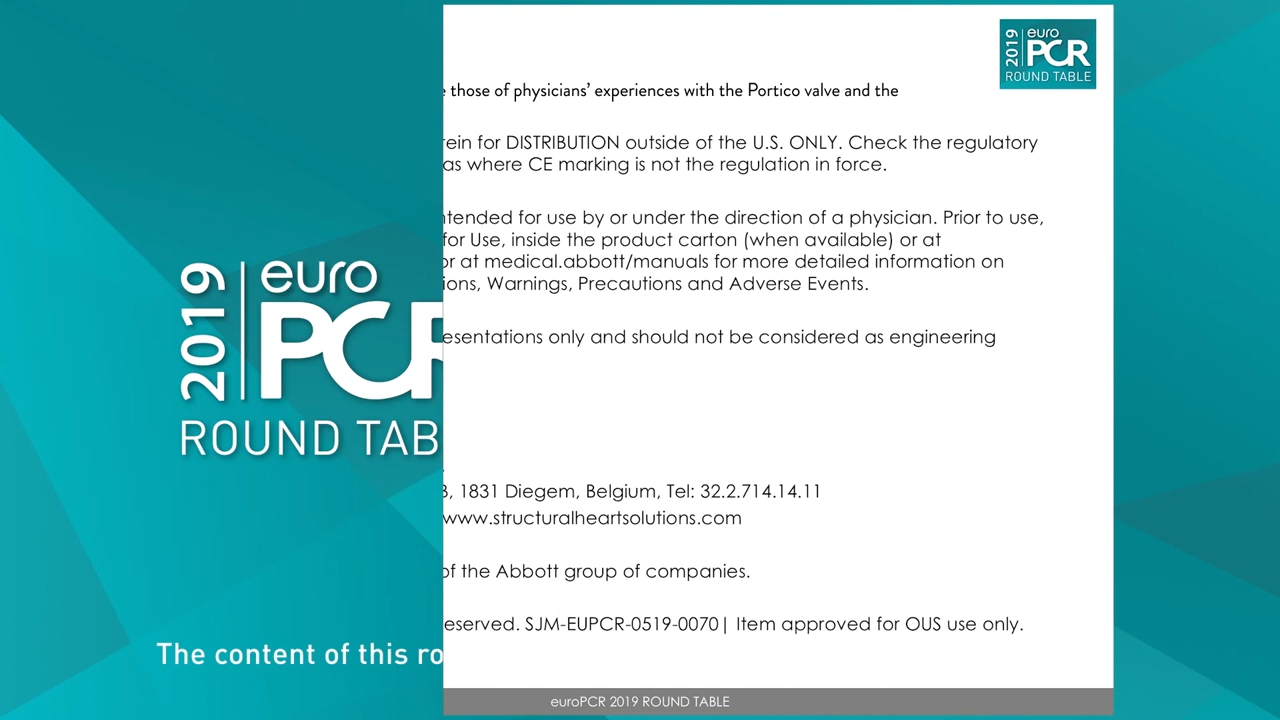 2019
euro
PCR
ROUND TABLE
those of physicians’ experiences with the Portico valve and the
for DISTRIBUTION outside of the U.S. ONLY. Check the regulatory
as where CE marking is not the regulation in force.
for use by or under the direction of a physician. Prior to use,
for Use, inside the product carton (when available) or at
or at medical.abbott/manuals for more detailed information on
Warnings, Precautions and Adverse Events.
only and should not be considered as engineering
2019
euro
PCR
ROUND TAB
1831 Diegem, Belgium, Tel: 32.2.714.14.11
www.structuralheartsolutions.com
of the Abbott group of companies.
eserved. SJM-EUPCR-0519-0070| Item approved for OUS use only.
The content of this ro
euroPCR 2019 ROUND TABLE